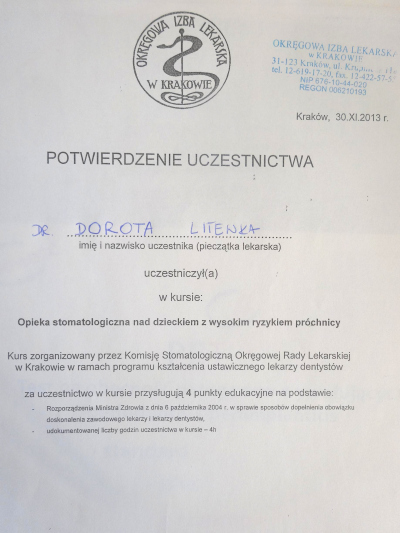 OKRĘGOWA IZBA LEKARSKA
W KRAKOWIE
OKRĘGOWA IZBA LEKARSKA
w KRAKOWIE
31-123 Kraków, ul.
tel. 12-619-17-20, fax. 12-422-57-57
NIP 676-10-44-020
REGON 008210193
Kraków, 30.XI.2013 r.
POTWIERDZENIE UCZESTNICTWA
DR. DOROTA LITENKA
imię i nazwisko uczestnika (pieczątka lekarska)
uczestniczył(a)
w kursie:
Opieka stomatologiczna nad dzieckiem z wysokim ryzykiem próchnicy
Kurs zorganizowany przez Komisję Stomatologiczną Okręgowej Rady Lekarskiej
w Krakowie w ramach programu kształcenia ustawicznego lekarzy dentystów
za uczestnictwo w kursie przysługują 4 punkty edukacyjne na podstawie:
- Rozporządzenia Ministra Zdrowia z dnia 6 października 2004 r. w sprawie sposobów dopełnienia obowiązku
doskonalenia zawodowego lekarzy i lekarzy dentystów,
- udokumentowanej liczby godzin uczestnictwa w kursie – 4h